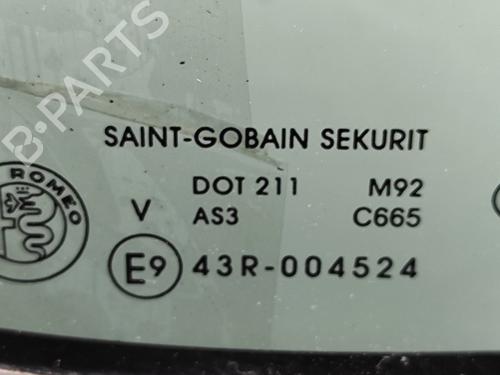 B-PARTS
SAINT-GOBAIN SEKURIT
ROMEO
DOT 211 M92
V AS3 C665
E9 43R-004524